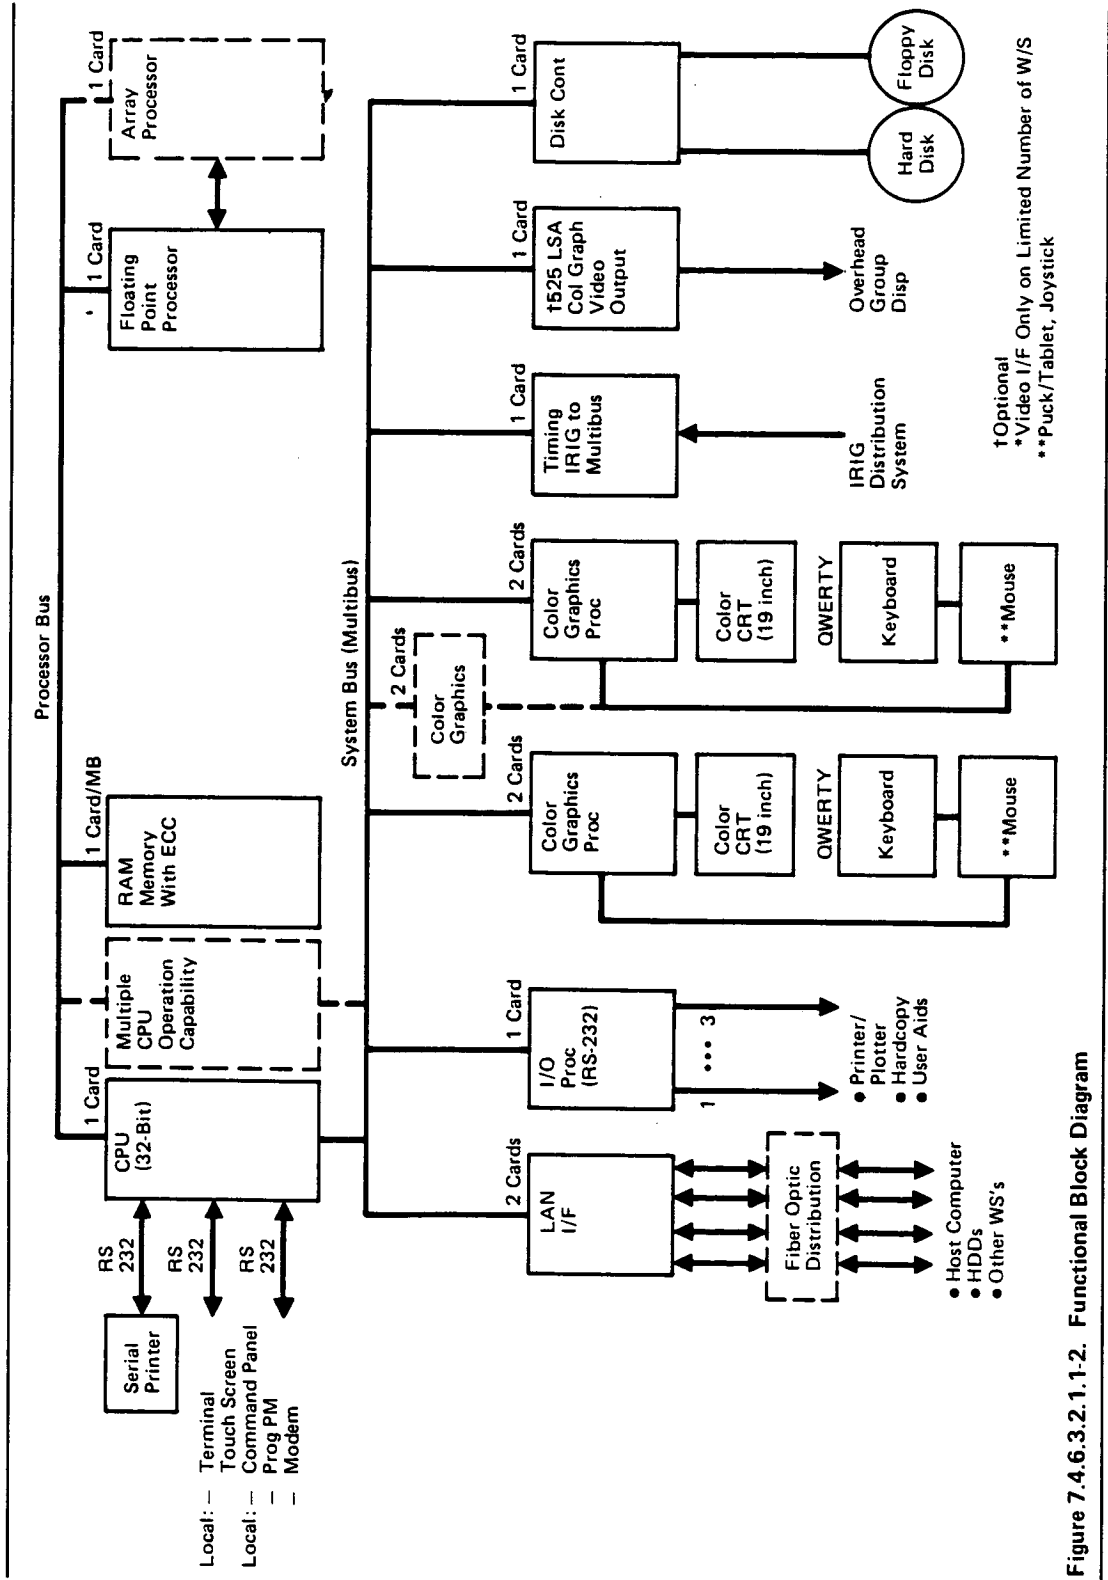 Processor Bus
1 Card
CPU
(32-Bit)
Multiple
CPU
Operation
Capability
1 Card/MB
RAM
Memory
With ECC
1 Card
Floating
Point
Processor
1 Card
Array
Processor
RS
232
RS
232
RS
232
Serial
Printer
Local: — Terminal
Touch Screen
Local: — Command Panel
— Prog PM
— Modem
System Bus (Multibus)
2 Cards
LAN
I/F
Fiber Optic
Distribution
• Host Computer
• HDDs
• Other WS's
1 Card
I/O
Proc
(RS-232)
1 ••• 3
• Printer/
Plotter
• Hardcopy
• User Aids
2 Cards
Color
Graphics
Proc
Color
CRT
(19 inch)
QWERTY
Keyboard
**Mouse
2 Cards
Color
Graphics
2 Cards
Color
Graphics
Proc
Color
CRT
(19 inch)
QWERTY
Keyboard
**Mouse
1 Card
Timing
IRIG to
Multibus
IRIG
Distribution
System
1 Card
†525 LSA
Col Graph
Video
Output
Overhead
Group
Disp
1 Card
Disk Cont
Hard
Disk
Floppy
Disk
†Optional
*Video I/F Only on Limited Number of W/S
**Puck/Tablet, Joystick
Figure 7.4.6.3.2.1.1-2. Functional Block Diagram